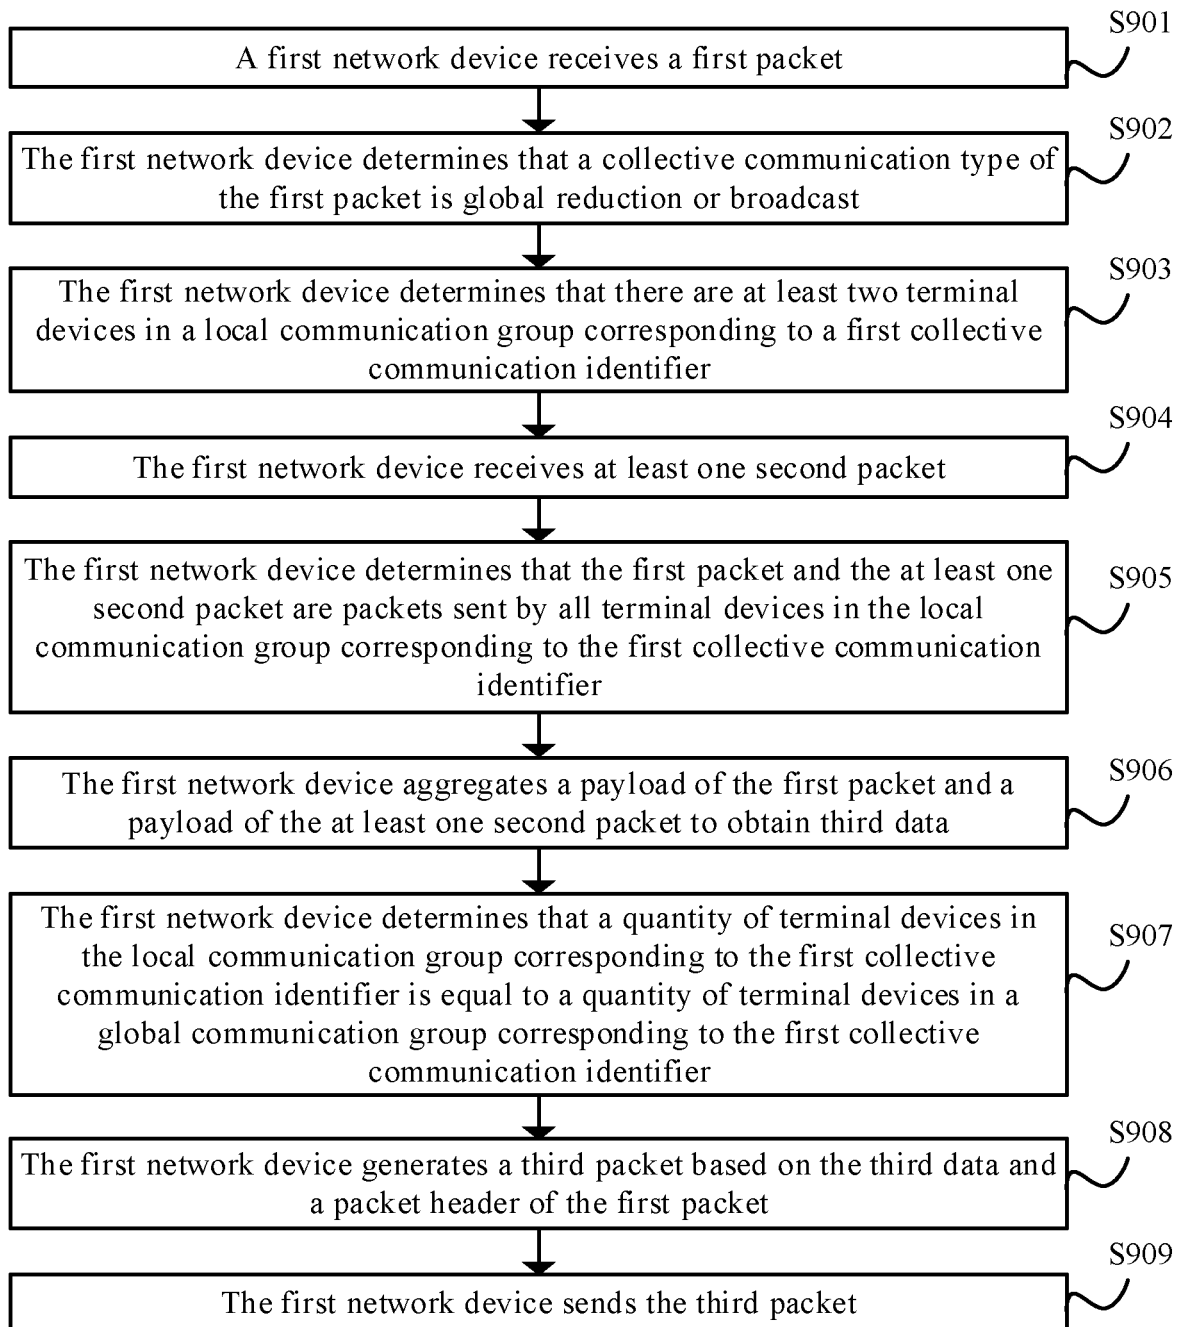 S901
A first network device receives a first packet
S902
The first network device determines that a collective communication type of
the first packet is global reduction or broadcast
S903
The first network device determines that there are at least two terminal
devices in a local communication group corresponding to a first collective
communication identifier
S904
The first network device receives at least one second packet
S905
The first network device determines that the first packet and the at least one
second packet are packets sent by all terminal devices in the local
communication group corresponding to the first collective communication
identifier
S906
The first network device aggregates a payload of the first packet and a
payload of the at least one second packet to obtain third data
S907
The first network device determines that a quantity of terminal devices in
the local communication group corresponding to the first collective
communication identifier is equal to a quantity of terminal devices in a
global communication group corresponding to the first collective
communication identifier
S908
The first network device generates a third packet based on the third data and
a packet header of the first packet
S909
The first network device sends the third packet